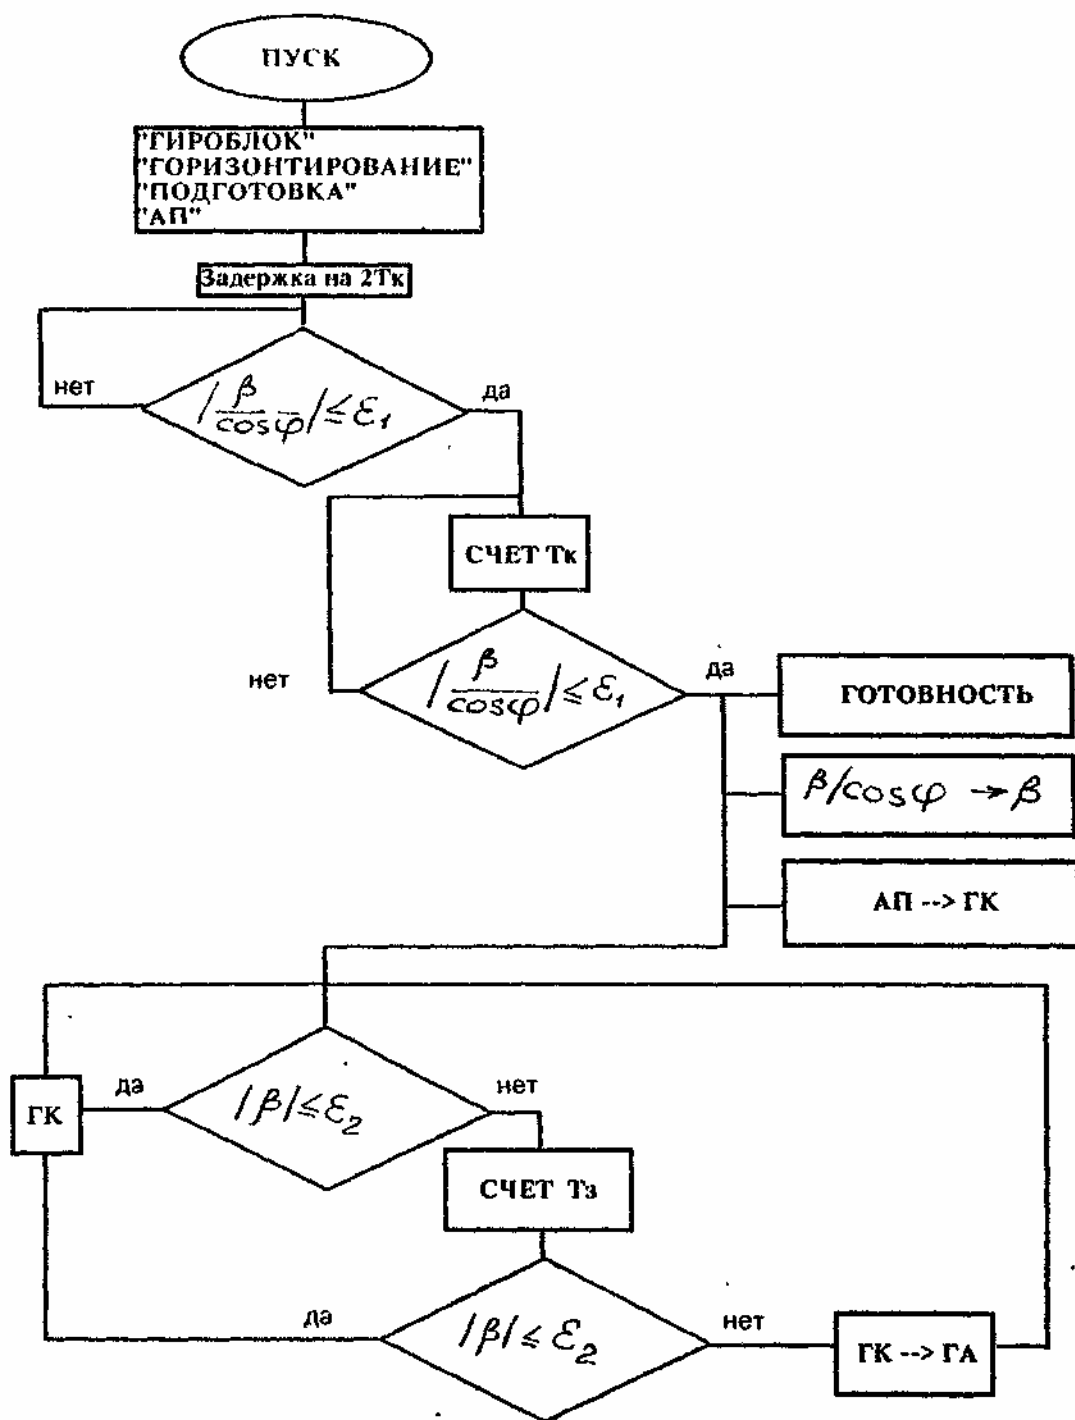 ПУСК
"ГИРОБЛОК"
"ГОРИЗОНТИРОВАНИЕ"
"ПОДГОТОВКА"
"АП"
Задержка на 2Тк
нет
|β/cosφ|≤ε₁
да
СЧЕТ Тк
нет
|β/cosφ|≤ε₁
да
ГОТОВНОСТЬ
β/cosφ → β
АП --> ГК
ГК
да
|β|≤ε₂
нет
СЧЕТ Тз
да
|β|≤ε₂
нет
ГК --> ГА